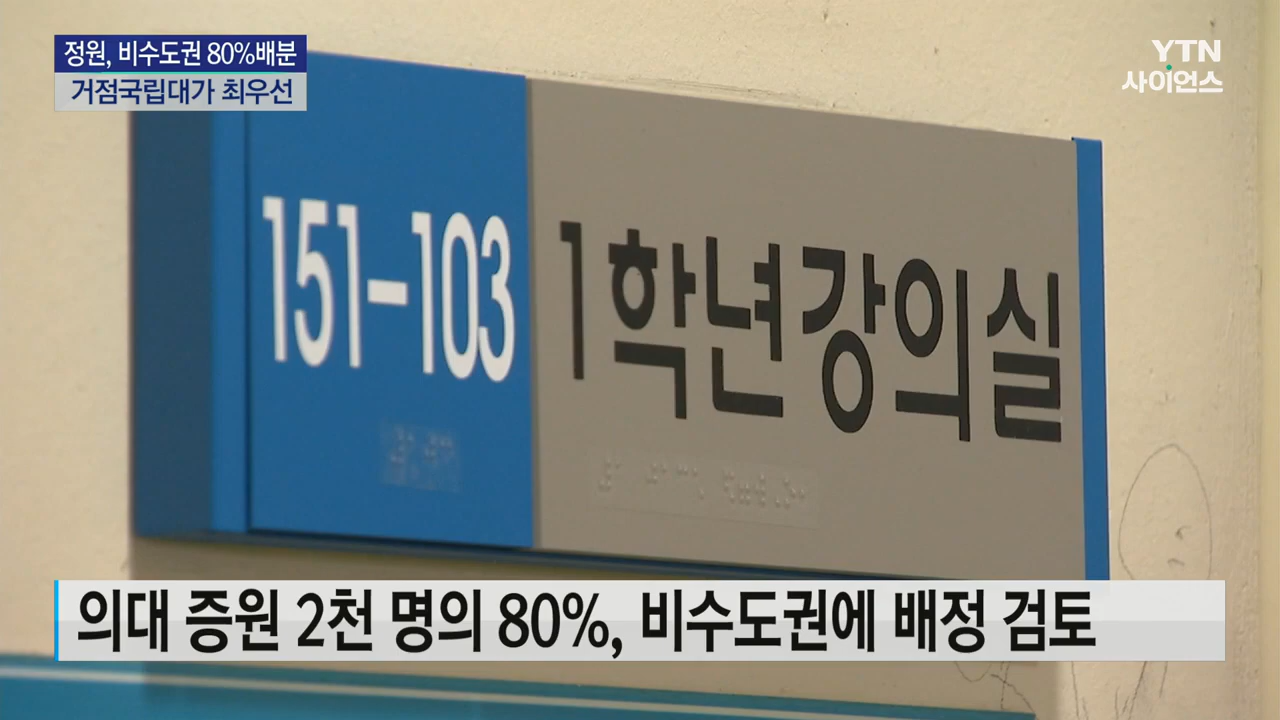 정원, 비수도권 80%배분
거점국립대가 최우선
YTN
사이언스
151-103
1학년강의실
의대 증원 2천 명의 80%, 비수도권에 배정 검토